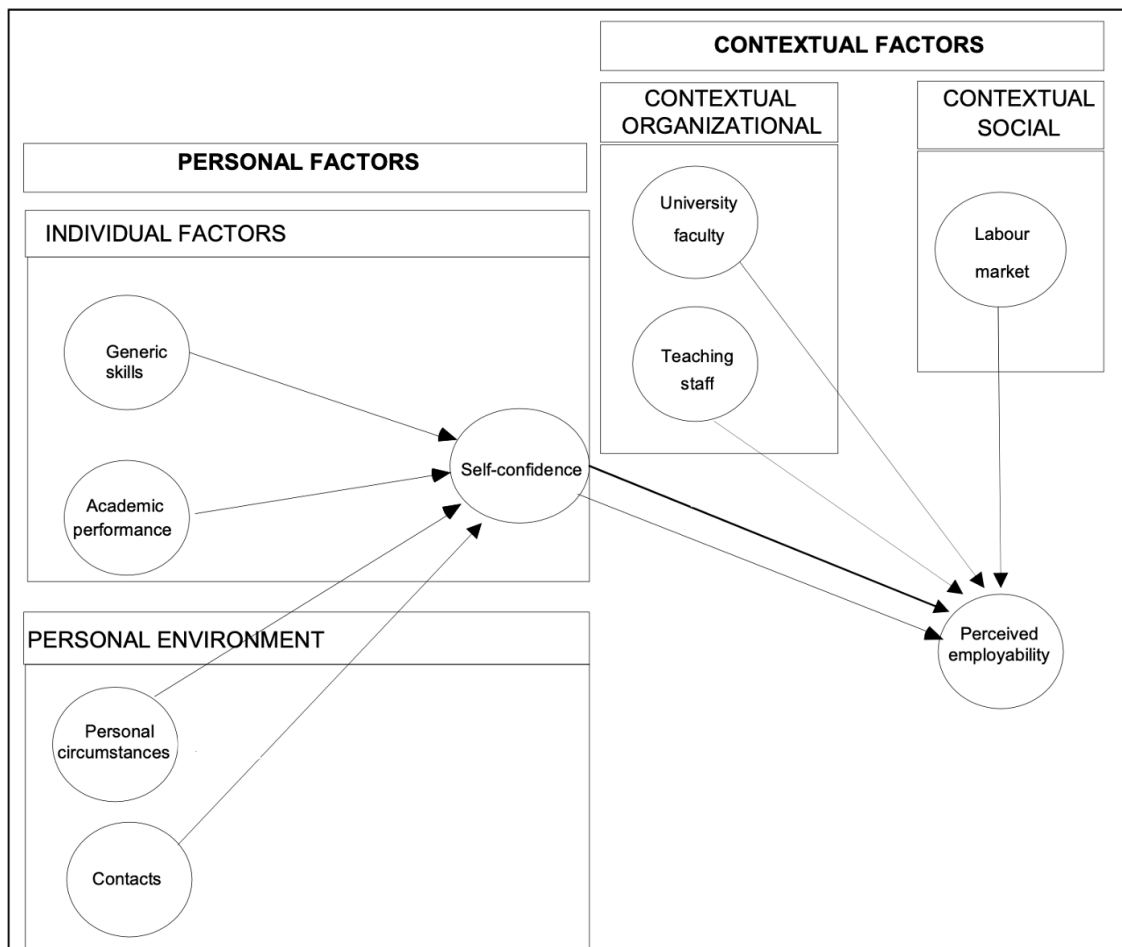 CONTEXTUAL FACTORS
CONTEXTUAL
ORGANIZATIONAL
CONTEXTUAL
SOCIAL
PERSONAL FACTORS
University
faculty
Labour
market
INDIVIDUAL FACTORS
Generic
skills
Teaching
staff
Self-confidence
Academic
performance
PERSONAL ENVIRONMENT
Perceived
employability
Personal
circumstances
Contacts